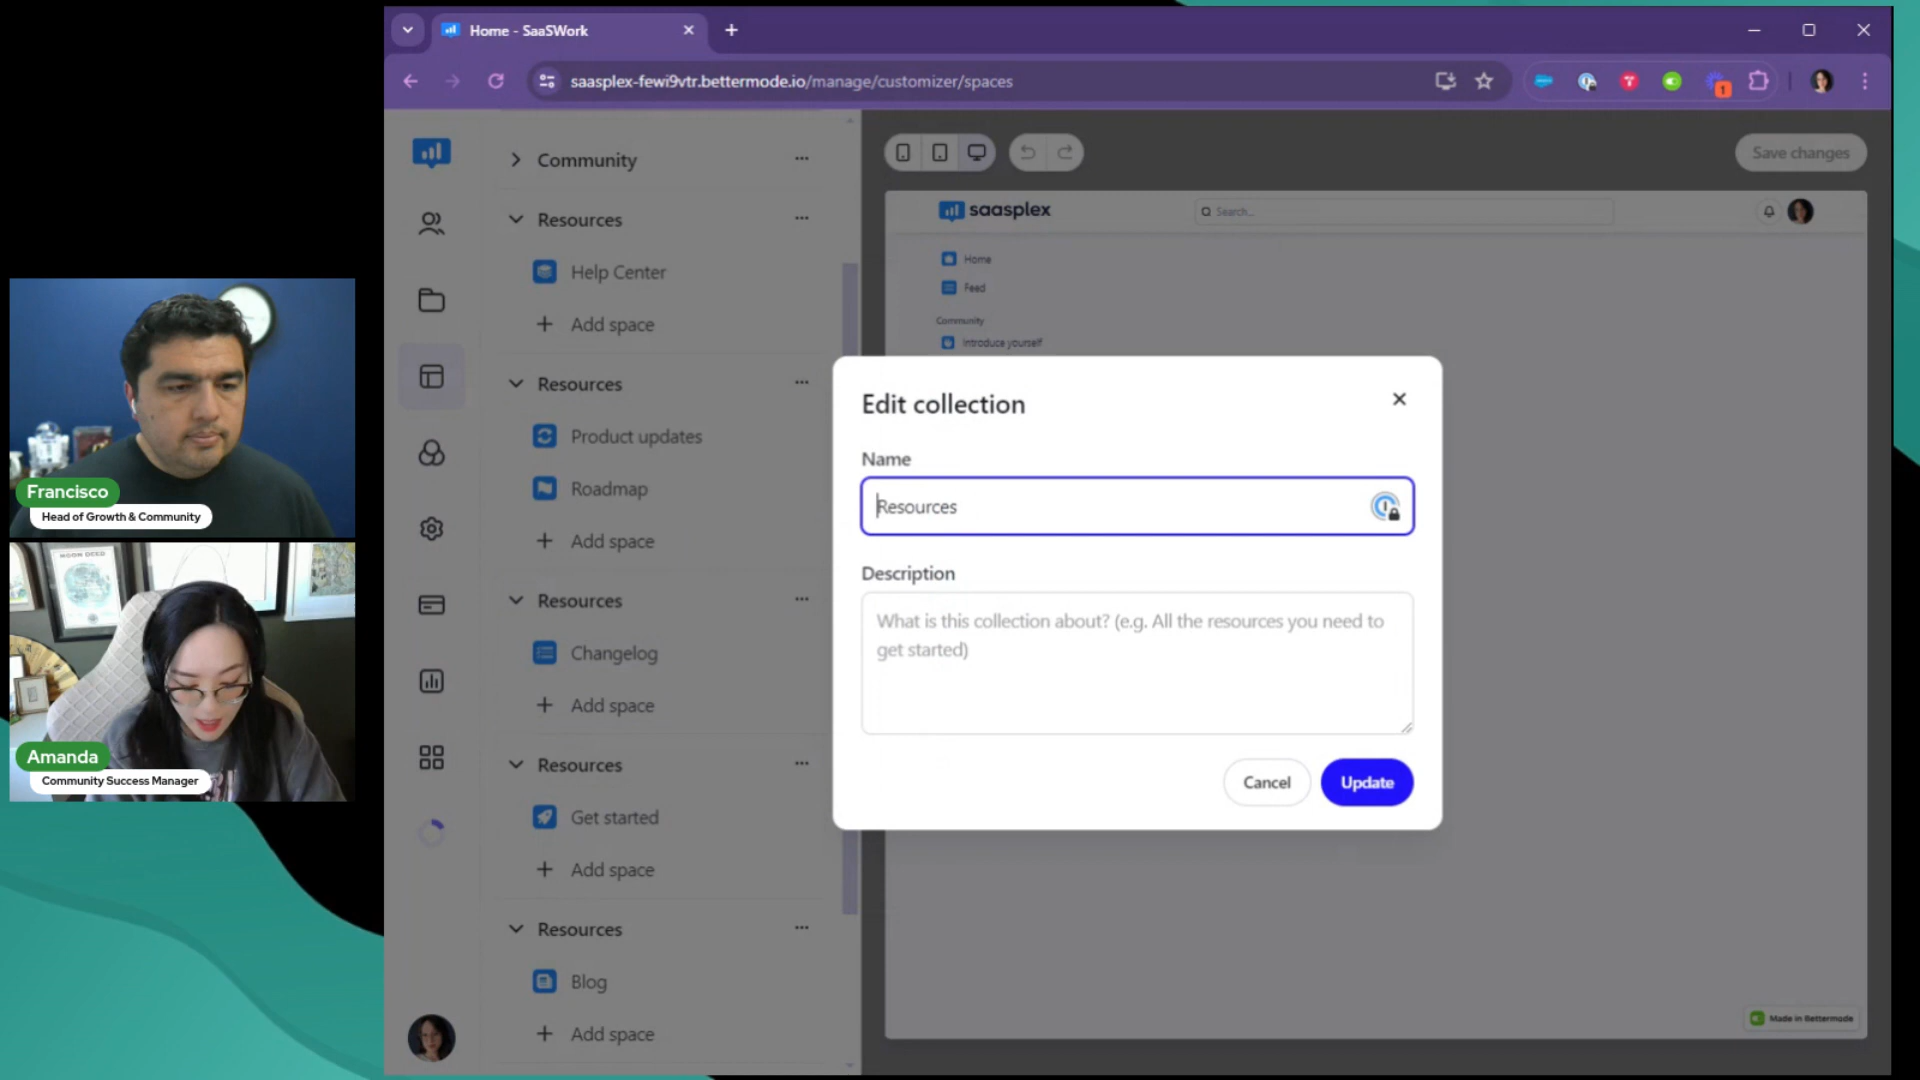 Home - SaaSWork
saasplex-fewi9vtr.bettermode.io/manage/customizer/spaces
1
Community
Resources
Help Center
Add space
Resources
Product updates
Roadmap
Add space
Resources
Changelog
Add space
Resources
Get started
Add space
Resources
Blog
Add space
Save changes
saasplex
Search...
Home
Feed
Community
Introduce yourself
Edit collection
Name
Resources
Description
What is this collection about? (e.g. All the resources you need to
get started)
Cancel
Update
Made in Bettermode
Francisco
Head of Growth & Community
MOON DEED
Amanda
Community Success Manager